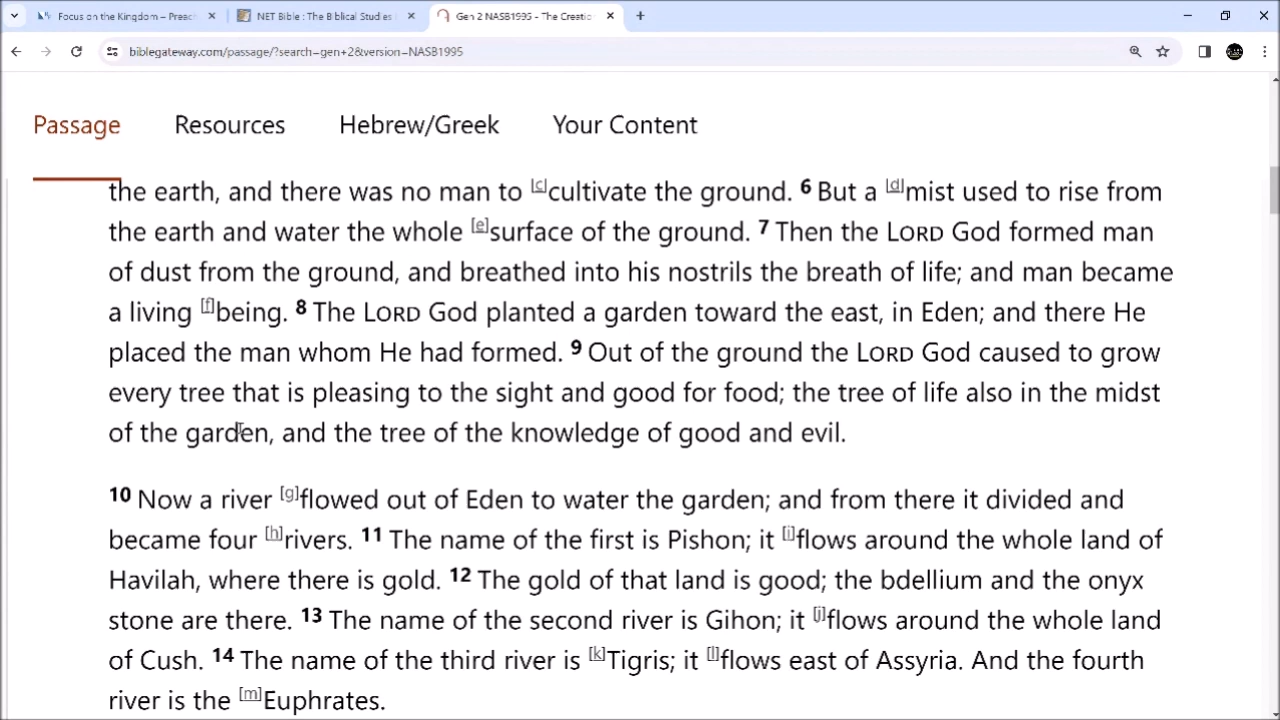 Focus on the Kingdom – Preach
NET Bible : The Biblical Studies
Gen 2 NASB1995 - The Creatio
biblegateway.com/passage/?search=gen+2&version=NASB1995
Passage Resources Hebrew/Greek Your Content
the earth, and there was no man to [c]cultivate the ground. 6 But a [d]mist used to rise from
the earth and water the whole [e]surface of the ground. 7 Then the LORD God formed man
of dust from the ground, and breathed into his nostrils the breath of life; and man became
a living [f]being. 8 The LORD God planted a garden toward the east, in Eden; and there He
placed the man whom He had formed. 9 Out of the ground the LORD God caused to grow
every tree that is pleasing to the sight and good for food; the tree of life also in the midst
of the garden, and the tree of the knowledge of good and evil.
10 Now a river [g]flowed out of Eden to water the garden; and from there it divided and
became four [h]rivers. 11 The name of the first is Pishon; it [i]flows around the whole land of
Havilah, where there is gold. 12 The gold of that land is good; the bdellium and the onyx
stone are there. 13 The name of the second river is Gihon; it [j]flows around the whole land
of Cush. 14 The name of the third river is [k]Tigris; it [l]flows east of Assyria. And the fourth
river is the [m]Euphrates.